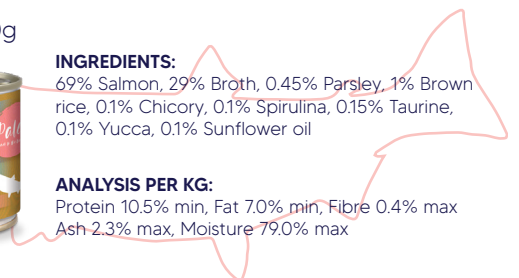 g
INGREDIENTS:
69% Salmon, 29% Broth, 0.45% Parsley, 1% Brown
rice, 0.1% Chicory, 0.1% Spirulina, 0.15% Taurine,
0.1% Yucca, 0.1% Sunflower oil
ANALYSIS PER KG:
Protein 10.5% min, Fat 7.0% min, Fibre 0.4% max
Ash 2.3% max, Moisture 79.0% max